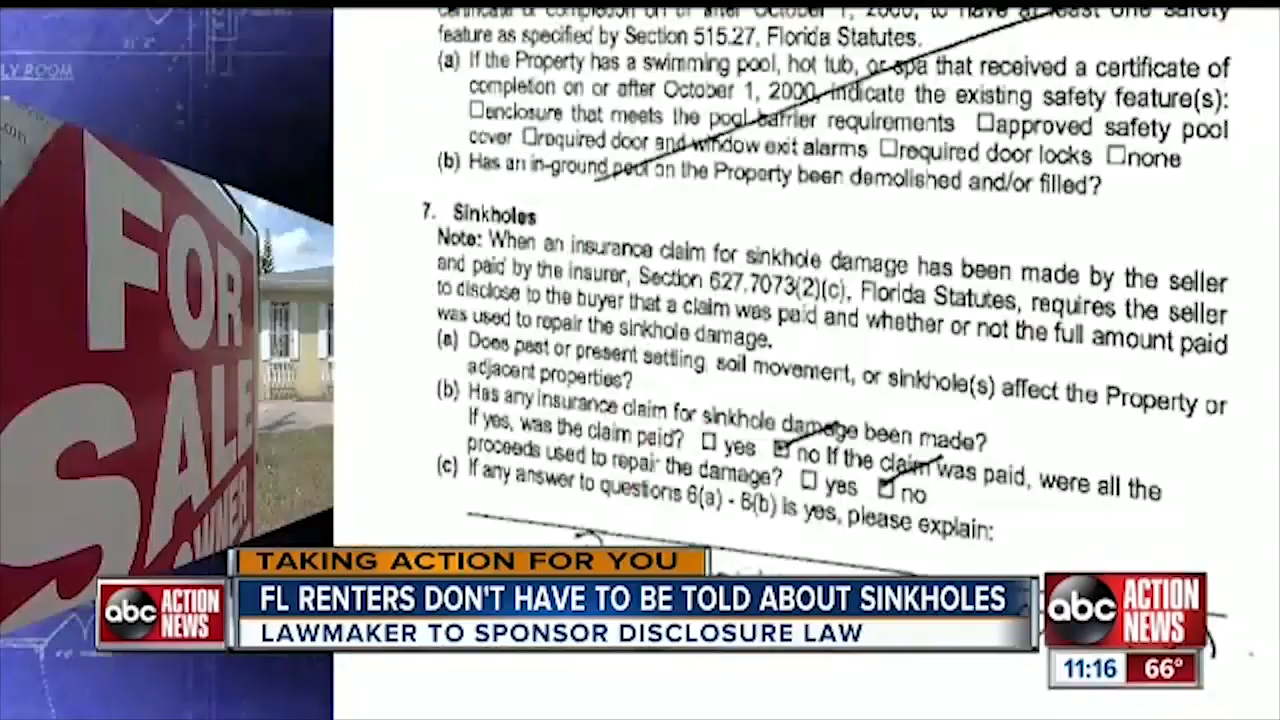 certificate of completion on or after October 1, 2000, to have at least one safety
feature as specified by Section 515.27, Florida Statutes.
(a) If the Property has a swimming pool, hot tub, or spa that received a certificate of
completion on or after October 1, 2000, indicate the existing safety feature(s):
☐enclosure that meets the pool barrier requirements ☐approved safety pool
cover ☐required door and window exit alarms ☐required door locks ☐none
(b) Has an in-ground pool on the Property been demolished and/or filled?
7. Sinkholes
Note: When an insurance claim for sinkhole damage has been made by the seller
and paid by the insurer, Section 627.7073(2)(c), Florida Statutes, requires the seller
to disclose to the buyer that a claim was paid and whether or not the full amount paid
was used to repair the sinkhole damage.
(a) Does past or present settling, soil movement, or sinkhole(s) affect the Property or
adjacent properties?
(b) Has any insurance claim for sinkhole damage been made?
If yes, was the claim paid? ☐ yes ☑ no If the claim was paid, were all the
proceeds used to repair the damage? ☐ yes ☑ no
(c) If any answer to questions 6(a) - 6(b) is yes, please explain:
LY ROOM
.com
FOR
SALE
OWNER
TAKING ACTION FOR YOU
abc ACTION NEWS
FL RENTERS DON'T HAVE TO BE TOLD ABOUT SINKHOLES
LAWMAKER TO SPONSOR DISCLOSURE LAW
abc ACTION NEWS
11:16 66°